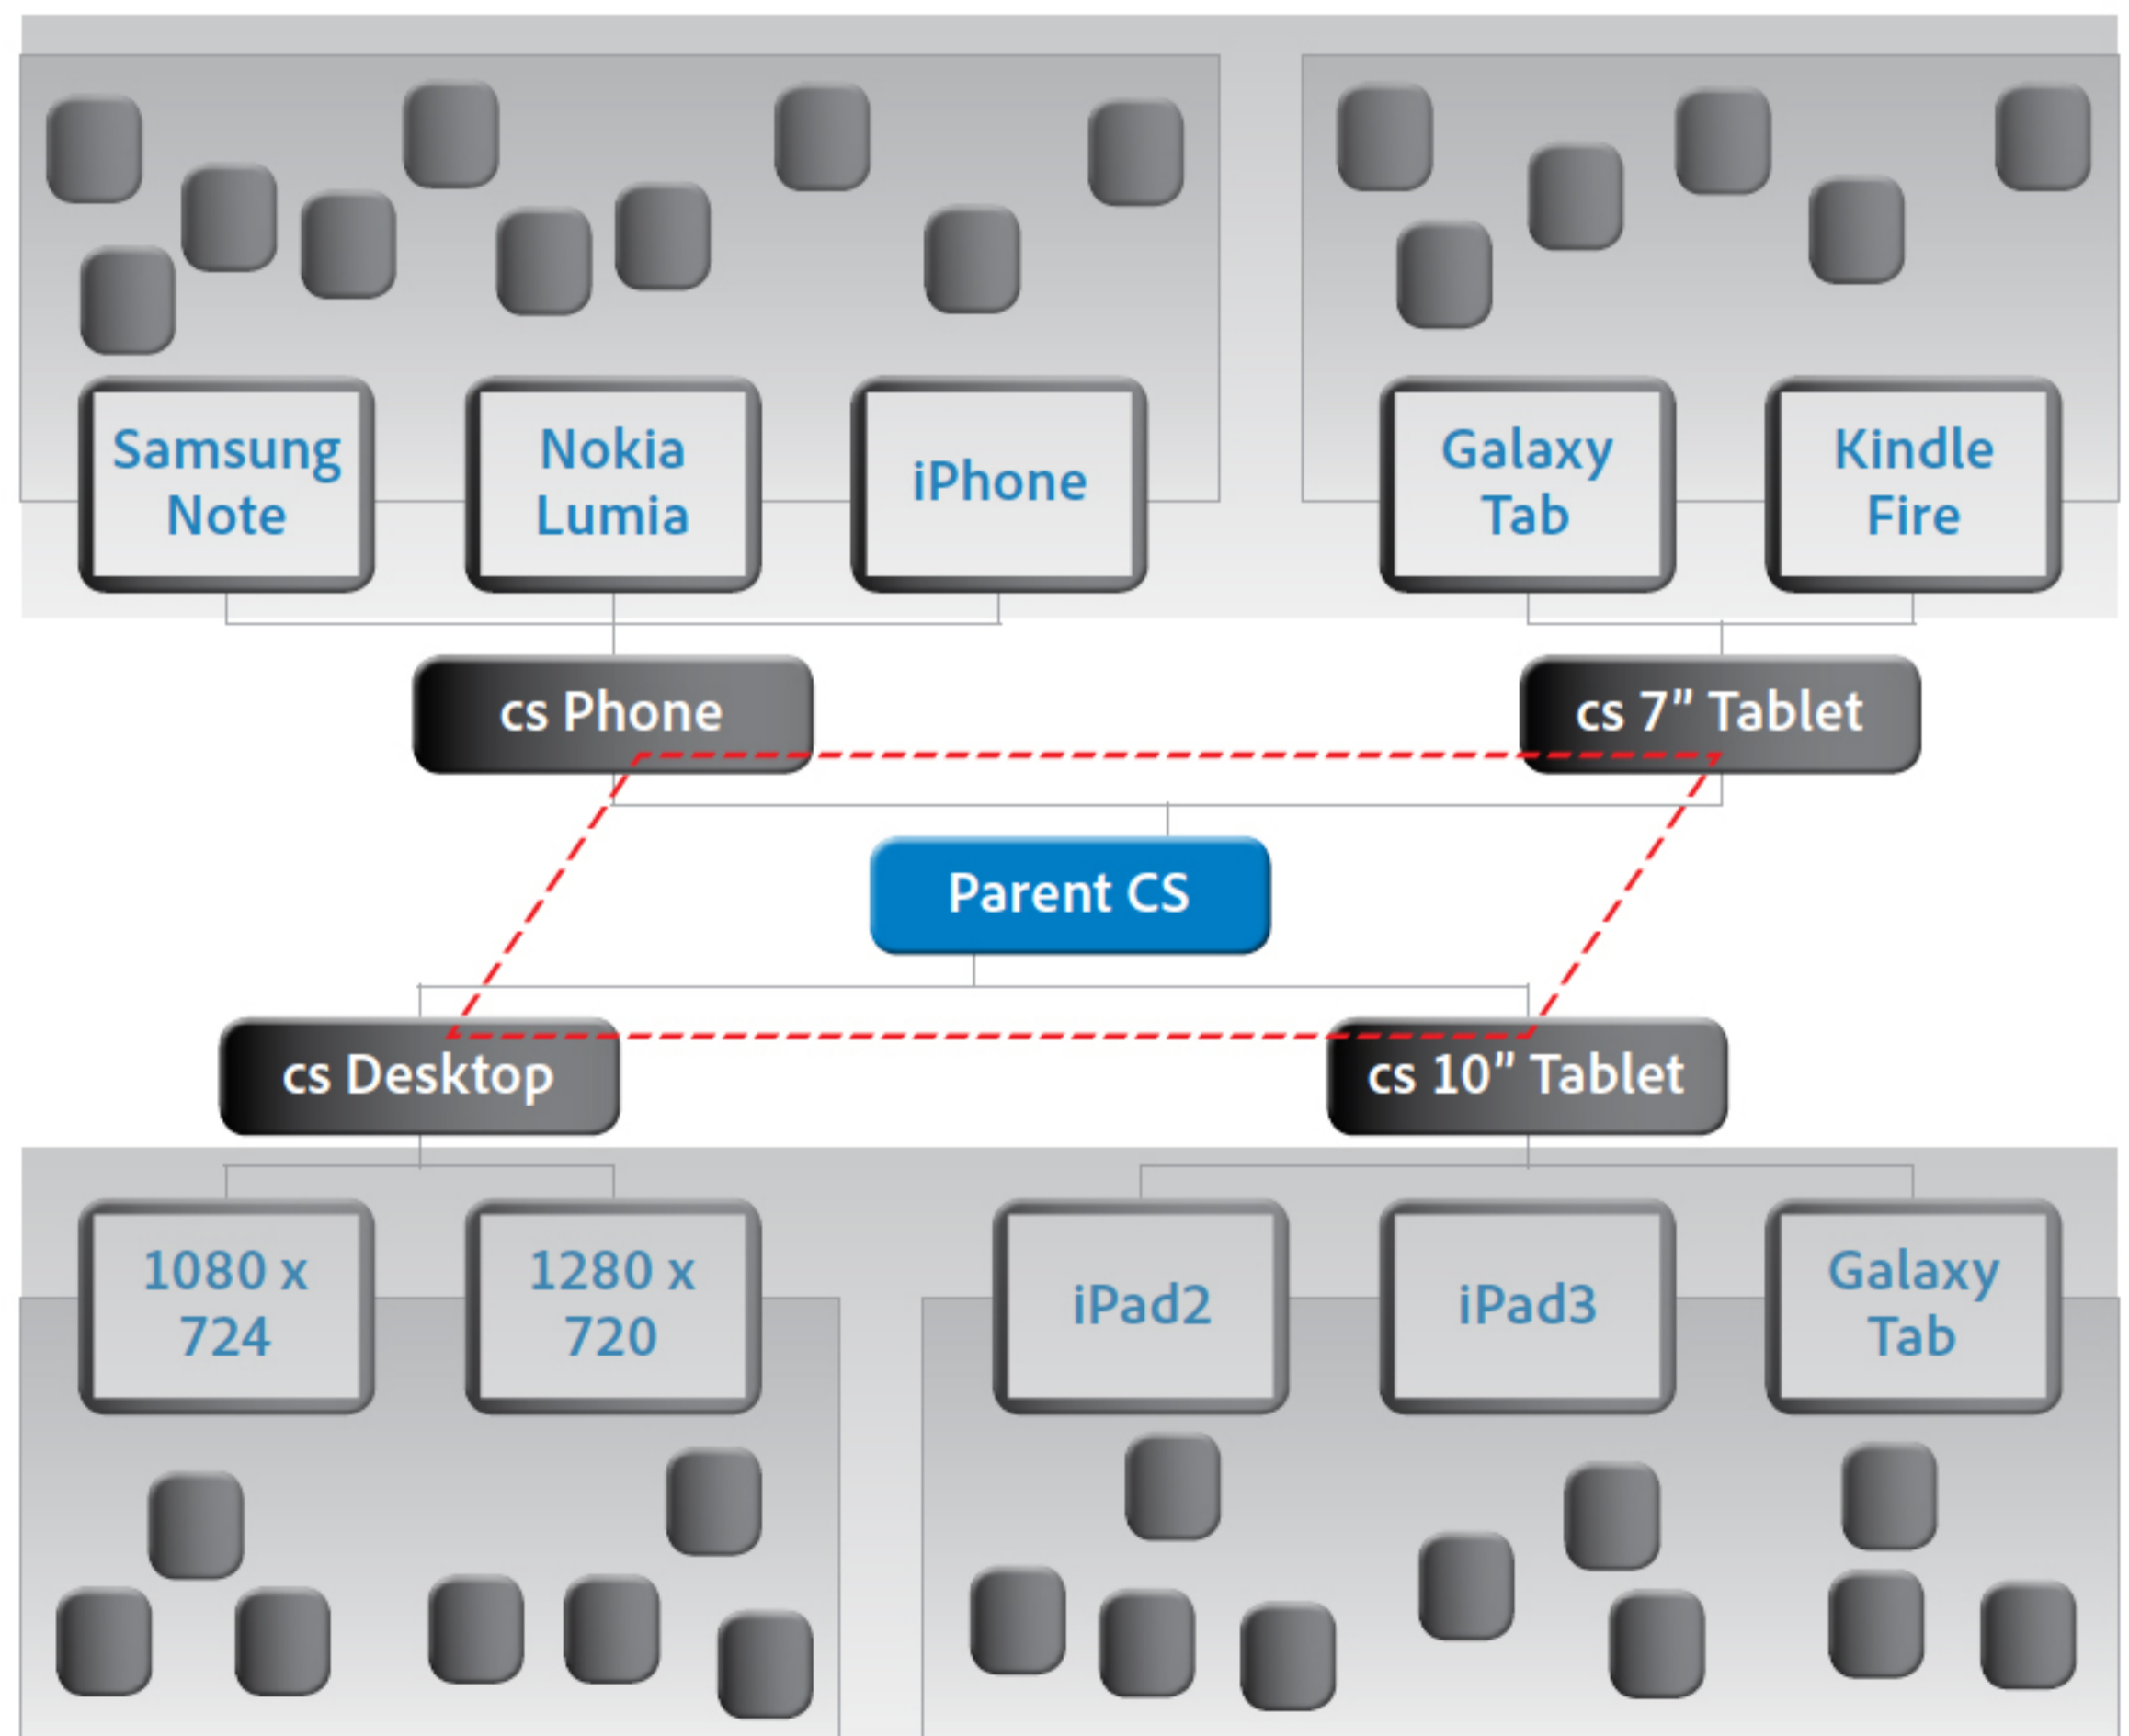 Samsung
Note
Nokia
Lumia
iPhone
Galaxy
Tab
Kindle
Fire
cs Phone
cs 7” Tablet
Parent CS
cs Desktop
cs 10” Tablet
1080 x
724
1280 x
720
iPad2
iPad3
Galaxy
Tab